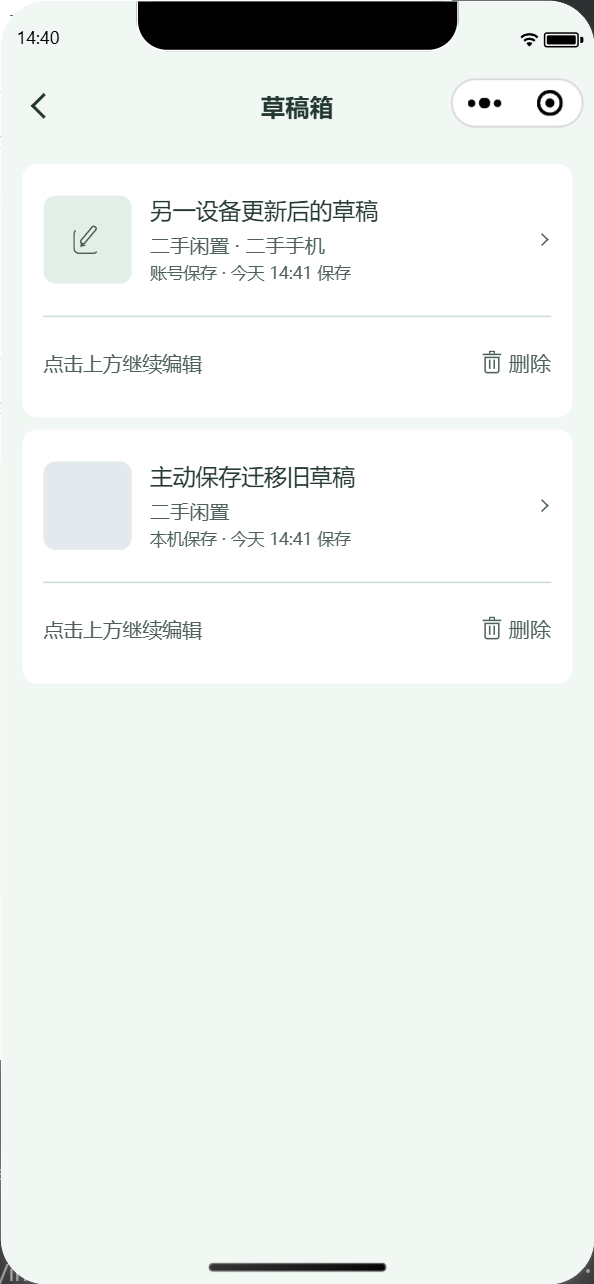 14:40
草稿箱
另一设备更新后的草稿
二手闲置 · 二手手机
账号保存 · 今天 14:41 保存
点击上方继续编辑
删除
主动保存迁移旧草稿
二手闲置
本机保存 · 今天 14:41 保存
点击上方继续编辑
删除